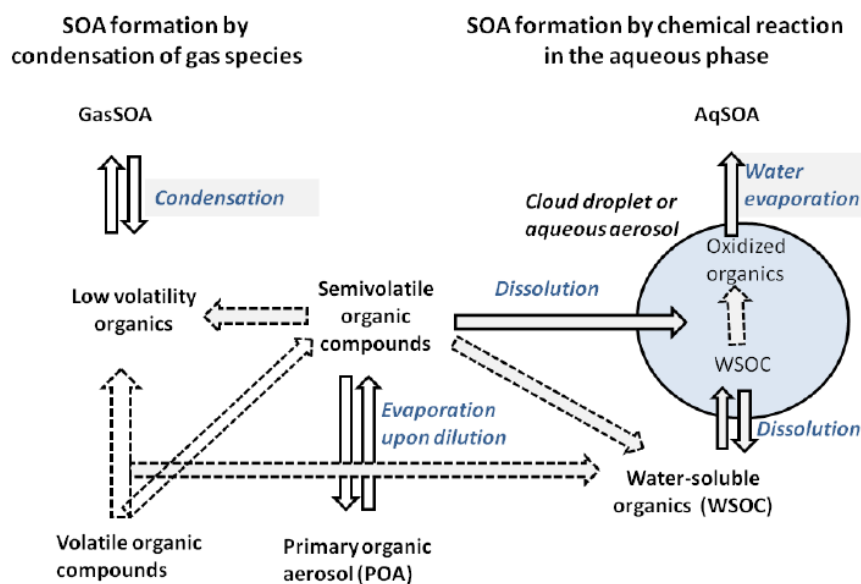 SOA formation by
condensation of gas species
SOA formation by chemical reaction
in the aqueous phase
GasSOA
AqSOA
Condensation
Water
evaporation
Cloud droplet or
aqueous aerosol
Oxidized
organics
Low volatility
organics
Semivolatile
organic
compounds
Dissolution
WSOC
Evaporation
upon dilution
Dissolution
Water-soluble
organics (WSOC)
Volatile organic
compounds
Primary organic
aerosol (POA)